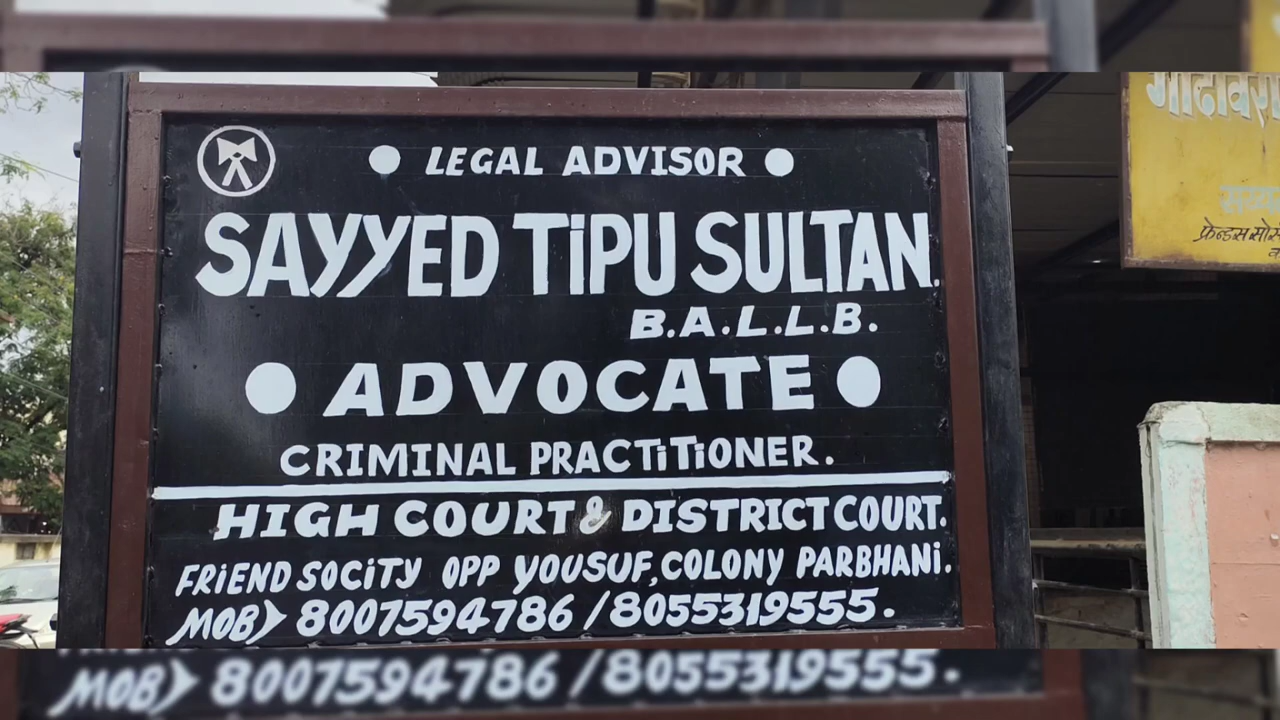 LEGAL ADVISOR
SAYYED TiPU SULTAN.
B.A.L.L.B.
ADVOCATE
CRIMINAL PRACTiTiONER.
HIGH COURT & DISTRICT COURT.
FRiEND SOCiTY OPP YOUSUF, COLONY PARBHANi.
MOB> 8007594786 / 8055319555.
MOB> 8007594786 / 8055319555.